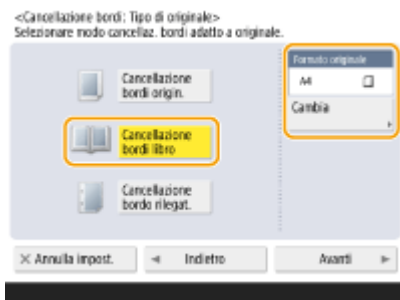 <Cancellazione bordi: Tipo di originale>
Selezionare modo cancellaz. bordi adatto a originale.
Formato originale
A4
Cambia
Cancellazione
bordi origin.
Cancellazione
bordi libro
Cancellazione
bordo rilegat.
Annulla impost.
Indietro
Avanti